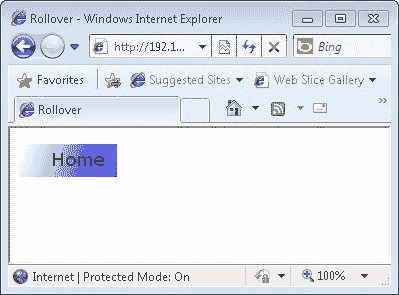 Rollover - Windows Internet Explorer
http://192.1...
Bing
Favorites
Suggested Sites
Web Slice Gallery
Rollover
Home
Internet | Protected Mode: On
100%